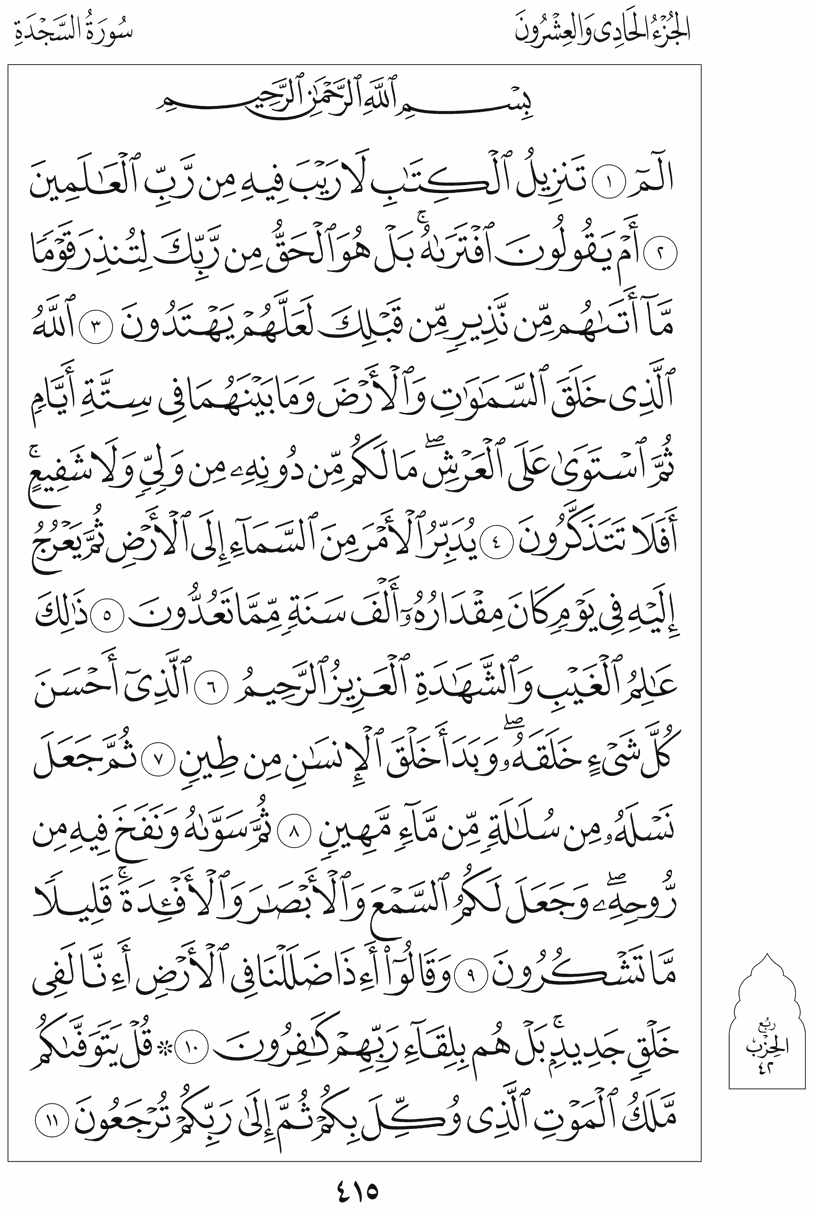 الجُزْءُ الحَادِى وَالعِشْرُونَ
سُورَةُ السَّجْدَةِ
بِسْمِ ٱللَّهِ ٱلرَّحْمَٰنِ ٱلرَّحِيمِ
الٓمٓ ١ تَنزِيلُ ٱلْكِتَٰبِ لَا رَيْبَ فِيهِ مِن رَّبِّ ٱلْعَٰلَمِينَ
٢ أَمْ يَقُولُونَ ٱفْتَرَىٰهُۚ بَلْ هُوَ ٱلْحَقُّ مِن رَّبِّكَ لِتُنذِرَ قَوْمًا
مَّآ أَتَىٰهُم مِّن نَّذِيرٍ مِّن قَبْلِكَ لَعَلَّهُمْ يَهْتَدُونَ ٣ ٱللَّهُ
ٱلَّذِى خَلَقَ ٱلسَّمَٰوَٰتِ وَٱلْأَرْضَ وَمَا بَيْنَهُمَا فِى سِتَّةِ أَيَّامٍ
ثُمَّ ٱسْتَوَىٰ عَلَى ٱلْعَرْشِۖ مَا لَكُم مِّن دُونِهِۦ مِن وَلِىٍّ وَلَا شَفِيعٍۚ
أَفَلَا تَتَذَكَّرُونَ ٤ يُدَبِّرُ ٱلْأَمْرَ مِنَ ٱلسَّمَآءِ إِلَى ٱلْأَرْضِ ثُمَّ يَعْرُجُ
إِلَيْهِ فِى يَوْمٍ كَانَ مِقْدَارُهُۥٓ أَلْفَ سَنَةٍ مِّمَّا تَعُدُّونَ ٥ ذَٰلِكَ
عَٰلِمُ ٱلْغَيْبِ وَٱلشَّهَٰدَةِ ٱلْعَزِيزُ ٱلرَّحِيمُ ٦ ٱلَّذِىٓ أَحْسَنَ
كُلَّ شَىْءٍ خَلَقَهُۥۖ وَبَدَأَ خَلْقَ ٱلْإِنسَٰنِ مِن طِينٍ ٧ ثُمَّ جَعَلَ
نَسْلَهُۥ مِن سُلَٰلَةٍ مِّن مَّآءٍ مَّهِينٍ ٨ ثُمَّ سَوَّىٰهُ وَنَفَخَ فِيهِ مِن
رُّوحِهِۦۖ وَجَعَلَ لَكُمُ ٱلسَّمْعَ وَٱلْأَبْصَٰرَ وَٱلْأَفْـِٔدَةَۚ قَلِيلًا
مَّا تَشْكُرُونَ ٩ وَقَالُوٓا۟ أَءِذَا ضَلَلْنَا فِى ٱلْأَرْضِ أَءِنَّا لَفِى
خَلْقٍ جَدِيدٍۭۚ بَلْ هُم بِلِقَآءِ رَبِّهِمْ كَٰفِرُونَ ١٠ ۞ قُلْ يَتَوَفَّىٰكُم
مَّلَكُ ٱلْمَوْتِ ٱلَّذِى وُكِّلَ بِكُمْ ثُمَّ إِلَىٰ رَبِّكُمْ تُرْجَعُونَ ١١
رُبْع
الحِزْب
٤٢
٤١٥